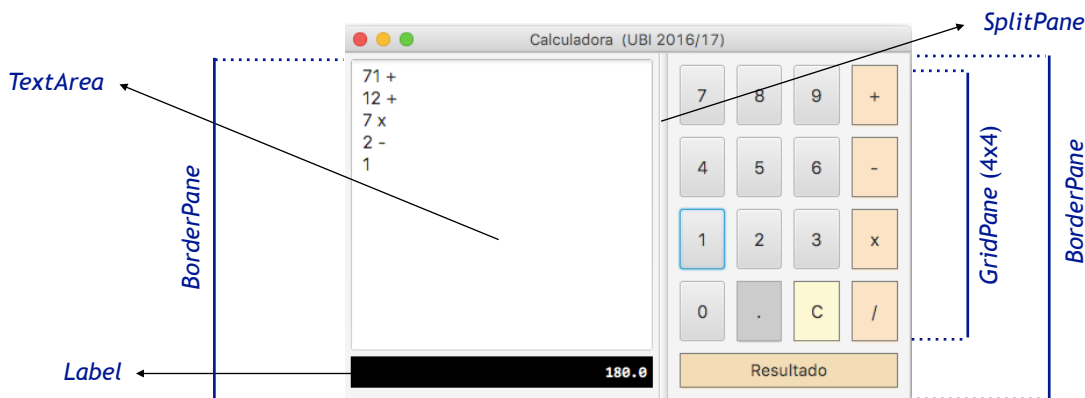 SplitPane
Calculadora (UBI 2016/17)
TextArea
71 +
12 +
7 x
2 -
1
BorderPane
Label
180.0
7 8 9 +
4 5 6 -
1 2 3 x
0 . C /
Resultado
GridPane (4x4)
BorderPane